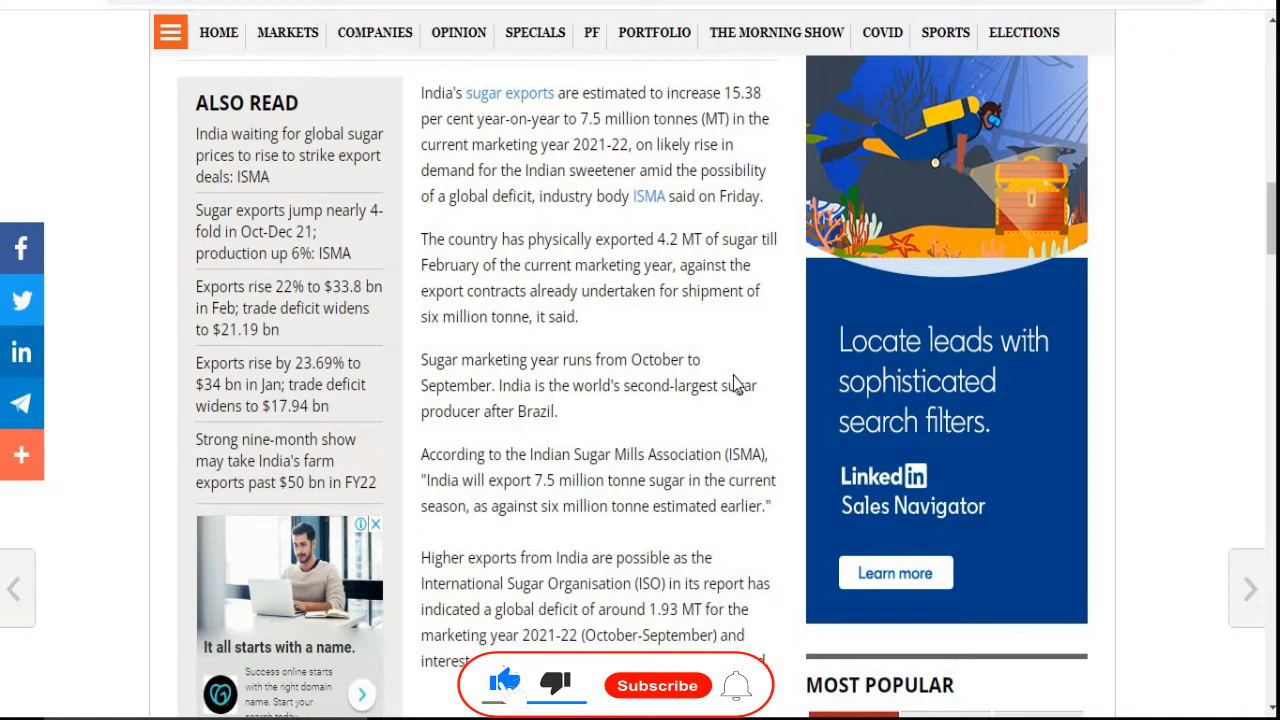 HOME MARKETS COMPANIES OPINION SPECIALS PF PORTFOLIO THE MORNING SHOW COVID SPORTS ELECTIONS
ALSO READ
India waiting for global sugar
prices to rise to strike export
deals: ISMA
Sugar exports jump nearly 4-
fold in Oct-Dec 21;
production up 6%: ISMA
Exports rise 22% to $33.8 bn
in Feb; trade deficit widens
to $21.19 bn
Exports rise by 23.69% to
$34 bn in Jan; trade deficit
widens to $17.94 bn
Strong nine-month show
may take India's farm
exports past $50 bn in FY22
It all starts with a name.
Success online starts
with the right domain
name. Start your
search today
India's sugar exports are estimated to increase 15.38
per cent year-on-year to 7.5 million tonnes (MT) in the
current marketing year 2021-22, on likely rise in
demand for the Indian sweetener amid the possibility
of a global deficit, industry body ISMA said on Friday.
The country has physically exported 4.2 MT of sugar till
February of the current marketing year, against the
export contracts already undertaken for shipment of
six million tonne, it said.
Sugar marketing year runs from October to
September. India is the world's second-largest sugar
producer after Brazil.
According to the Indian Sugar Mills Association (ISMA),
"India will export 7.5 million tonne sugar in the current
season, as against six million tonne estimated earlier."
Higher exports from India are possible as the
International Sugar Organisation (ISO) in its report has
indicated a global deficit of around 1.93 MT for the
marketing year 2021-22 (October-September) and
Subscribe
Locate leads with
sophisticated
search filters.
Linked in
Sales Navigator
Learn more
MOST POPULAR